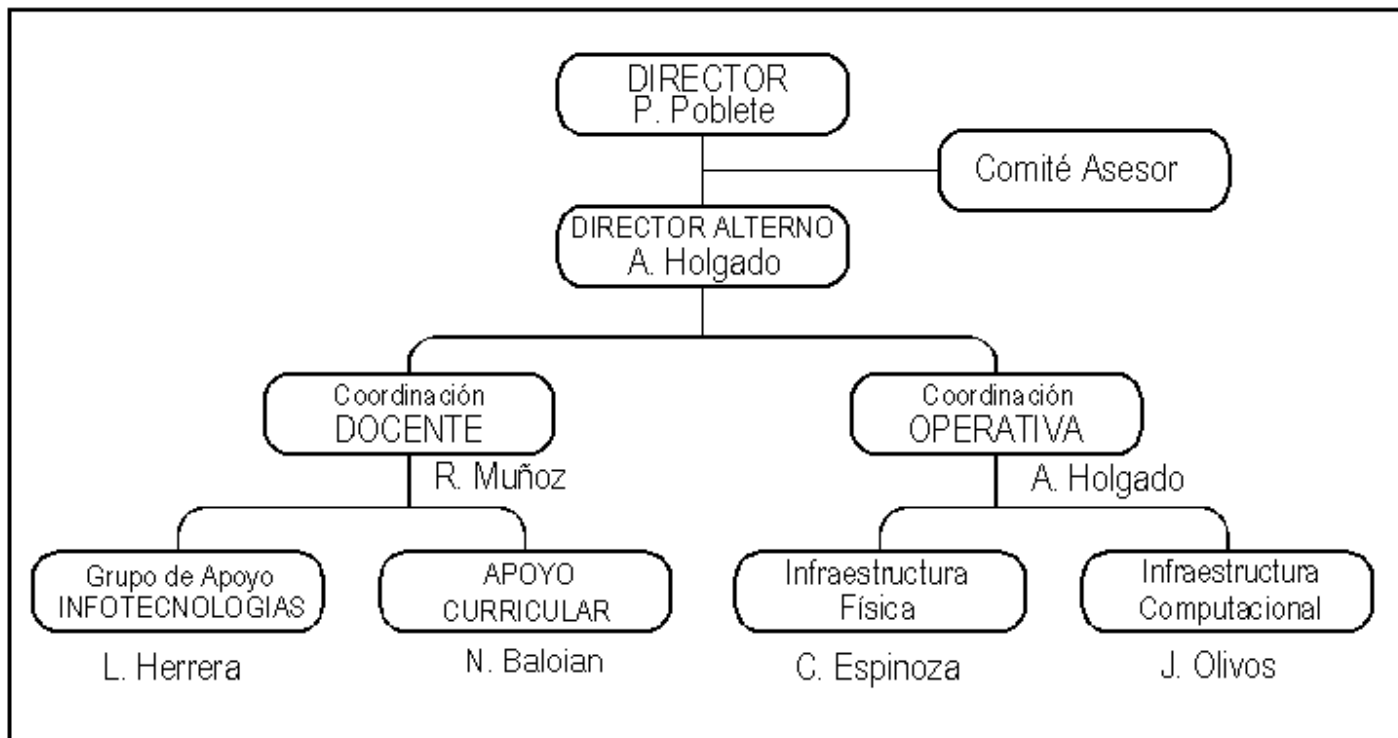 DIRECTOR
P. Poblete
Comité Asesor
DIRECTOR ALTERNO
A. Holgado
Coordinación
DOCENTE
R. Muñoz
Coordinación
OPERATIVA
A. Holgado
Grupo de Apoyo
INFOTECNOLOGIAS
L. Herrera
APOYO
CURRICULAR
N. Baloian
Infraestructura
Física
C. Espinoza
Infraestructura
Computacional
J. Olivos